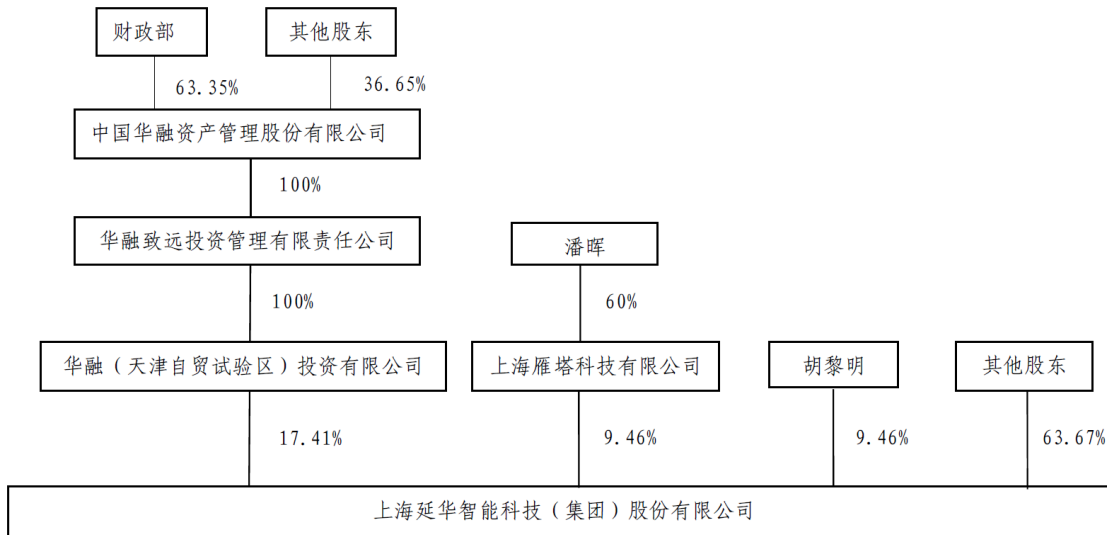 财政部
其他股东
63.35%
36.65%
中国华融资产管理股份有限公司
100%
华融致远投资管理有限责任公司
潘晖
100%
60%
华融（天津自贸试验区）投资有限公司
上海雁塔科技有限公司
胡黎明
其他股东
17.41%
9.46%
9.46%
63.67%
上海延华智能科技（集团）股份有限公司